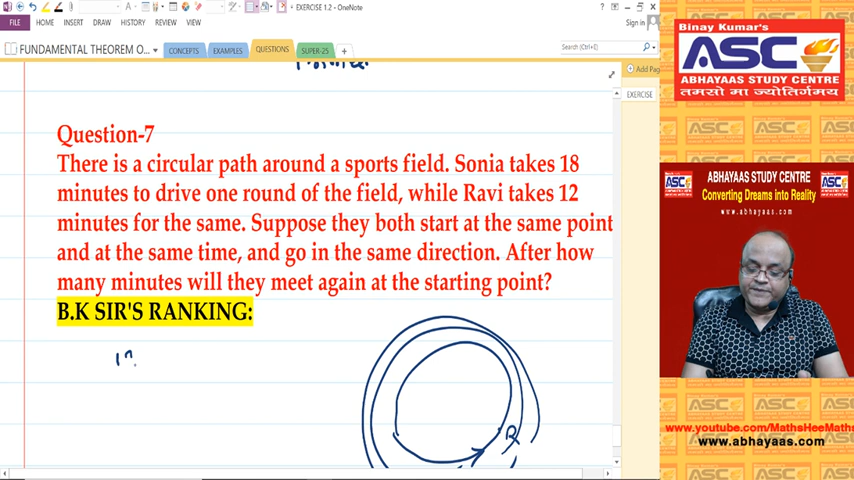 EXERCISE 1.2 - OneNote
FILE HOME INSERT DRAW HISTORY REVIEW VIEW
Sign in
FUNDAMENTAL THEOREM O... CONCEPTS EXAMPLES QUESTIONS SUPER-25 +
Search (Ctrl+E)
Add Pag
EXERCISE
Question-7
There is a circular path around a sports field. Sonia takes 18
minutes to drive one round of the field, while Ravi takes 12
minutes for the same. Suppose they both start at the same point
and at the same time, and go in the same direction. After how
many minutes will they meet again at the starting point?
B.K SIR'S RANKING:
R
Binay Kumar's
ASC
ABHAYAAS STUDY CENTRE
तमसो मा ज्योतिर्गमय
ABHAYAAS STUDY CENTRE
Converting Dreams into Reality
www.abhayaas.com
www.youtube.com/MathsHeeMaths
www.abhayaas.com